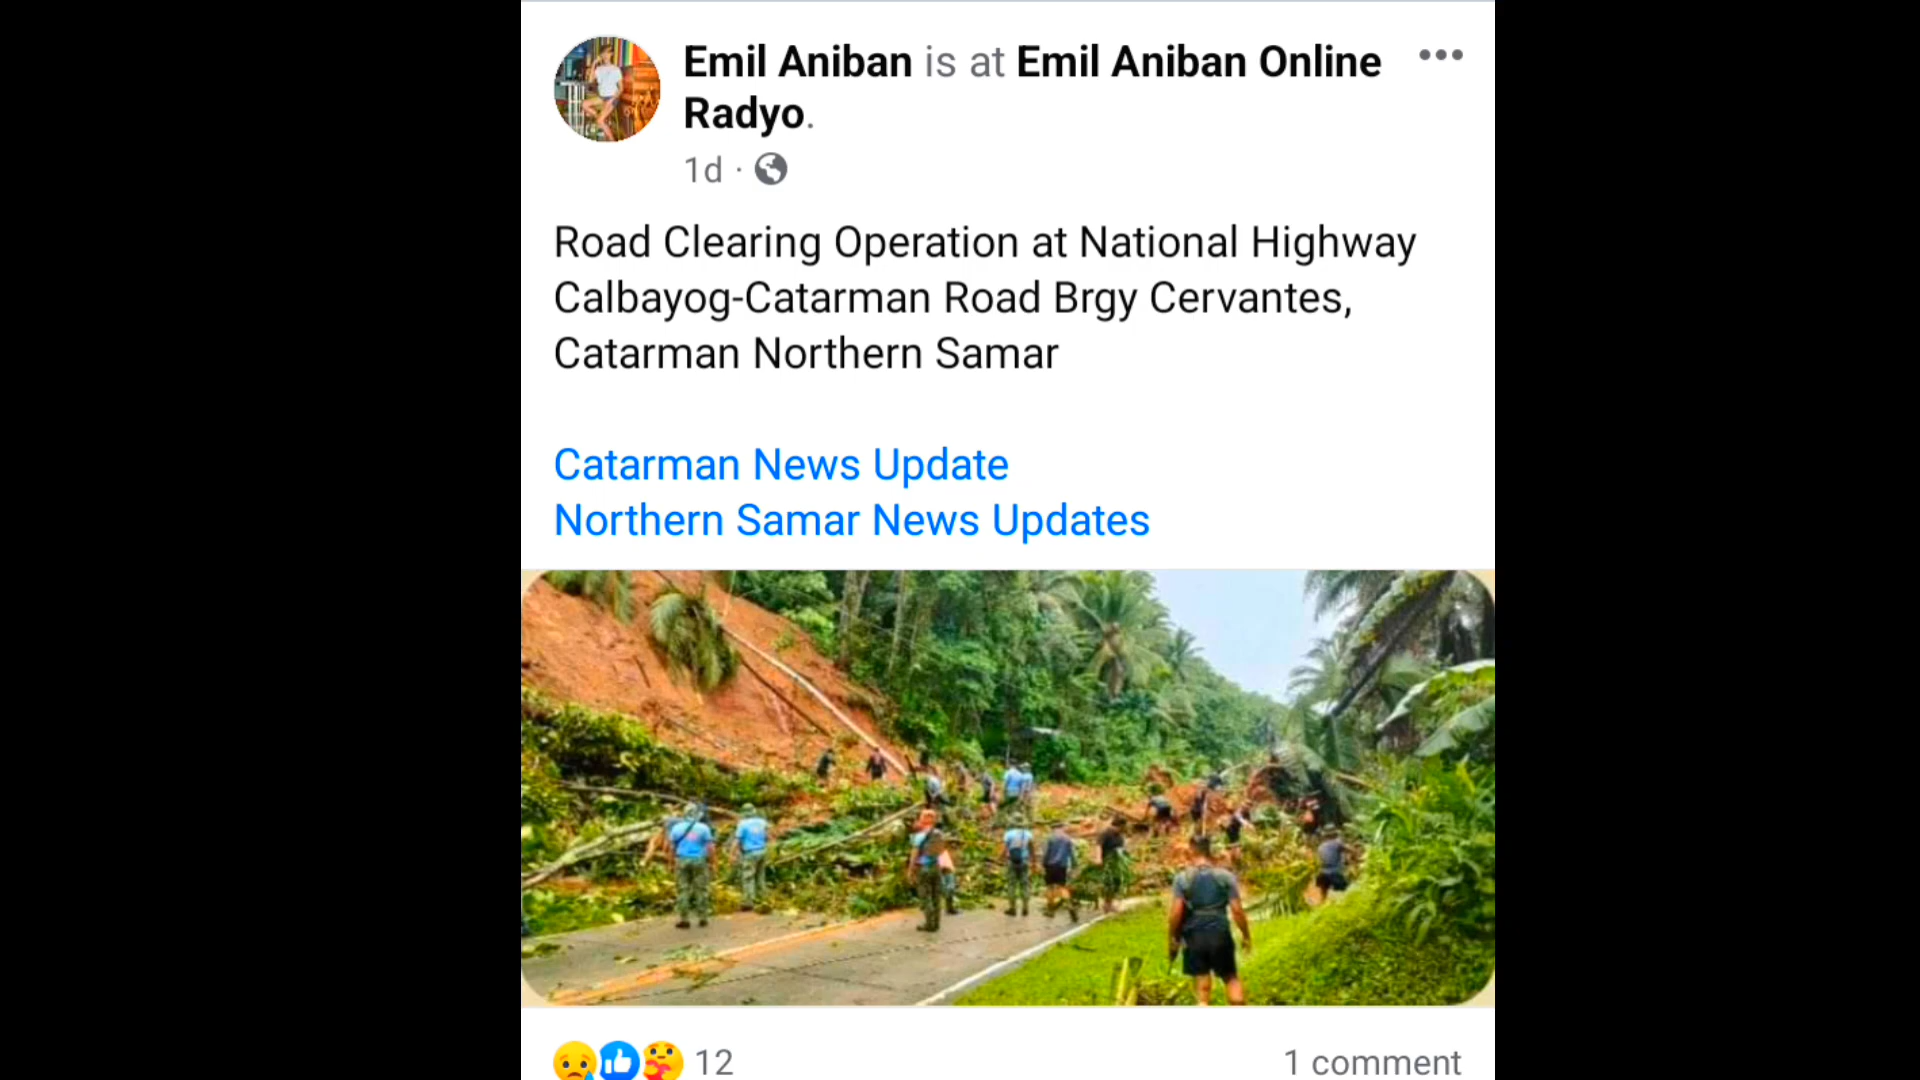 Emil Aniban is at Emil Aniban Online
Radyo.
1d ·
Road Clearing Operation at National Highway
Calbayog-Catarman Road Brgy Cervantes,
Catarman Northern Samar
Catarman News Update
Northern Samar News Updates
12
1 comment